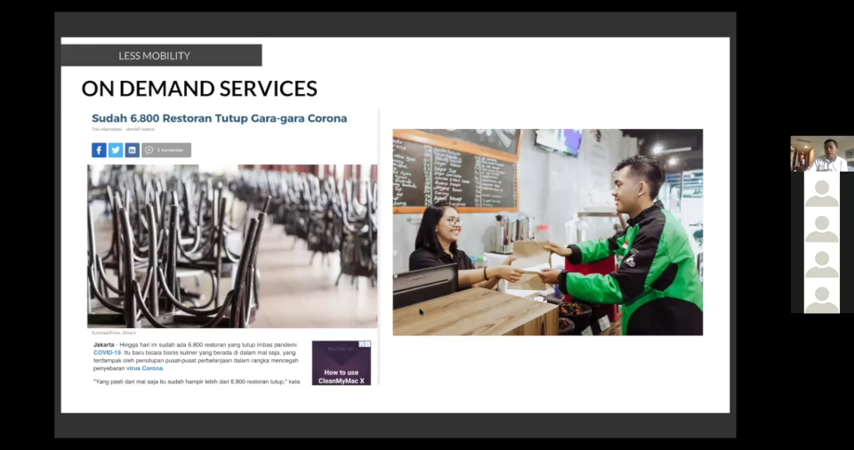 LESS MOBILITY
ON DEMAND SERVICES
Sudah 6.800 Restoran Tutup Gara-gara Corona
2 komentar
Jakarta - Hingga hari ini sudah ada 6.800 restoran yang tutup imbas pandemi
COVID-19. Itu baru bicara bisnis kuliner yang berada di dalam mal saja, yang
terdampak oleh penutupan pusat-pusat perbelanjaan dalam rangka mencegah
penyebaran virus Corona.
"Yang pasti dari mal saja itu sudah hampir lebih dari 6.800 restoran tutup," kata
How to use
CleanMyMac X